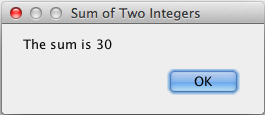 Sum of Two Integers
The sum is 30
OK